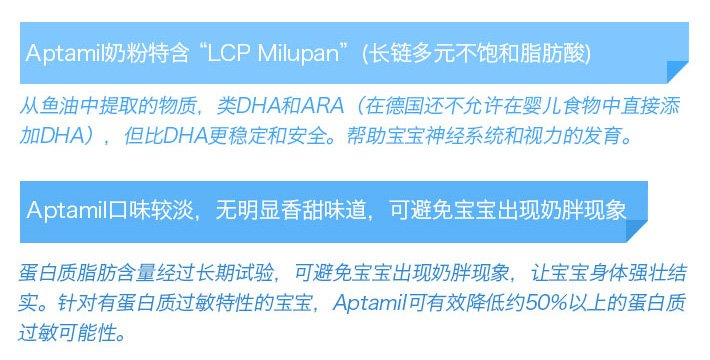 Aptamil奶粉特含“LCP Milupan”(长链多元不饱和脂肪酸)
从鱼油中提取的物质，类DHA和ARA（在德国还不允许在婴儿食物中直接添
加DHA），但比DHA更稳定和安全。帮助宝宝神经系统和视力的发育。
Aptamil口味较淡，无明显香甜味道，可避免宝宝出现奶胖现象
蛋白质脂肪含量经过长期试验，可避免宝宝出现奶胖现象，让宝宝身体强壮结
实。针对有蛋白质过敏特性的宝宝，Aptamil可有效降低约50%以上的蛋白质
过敏可能性。